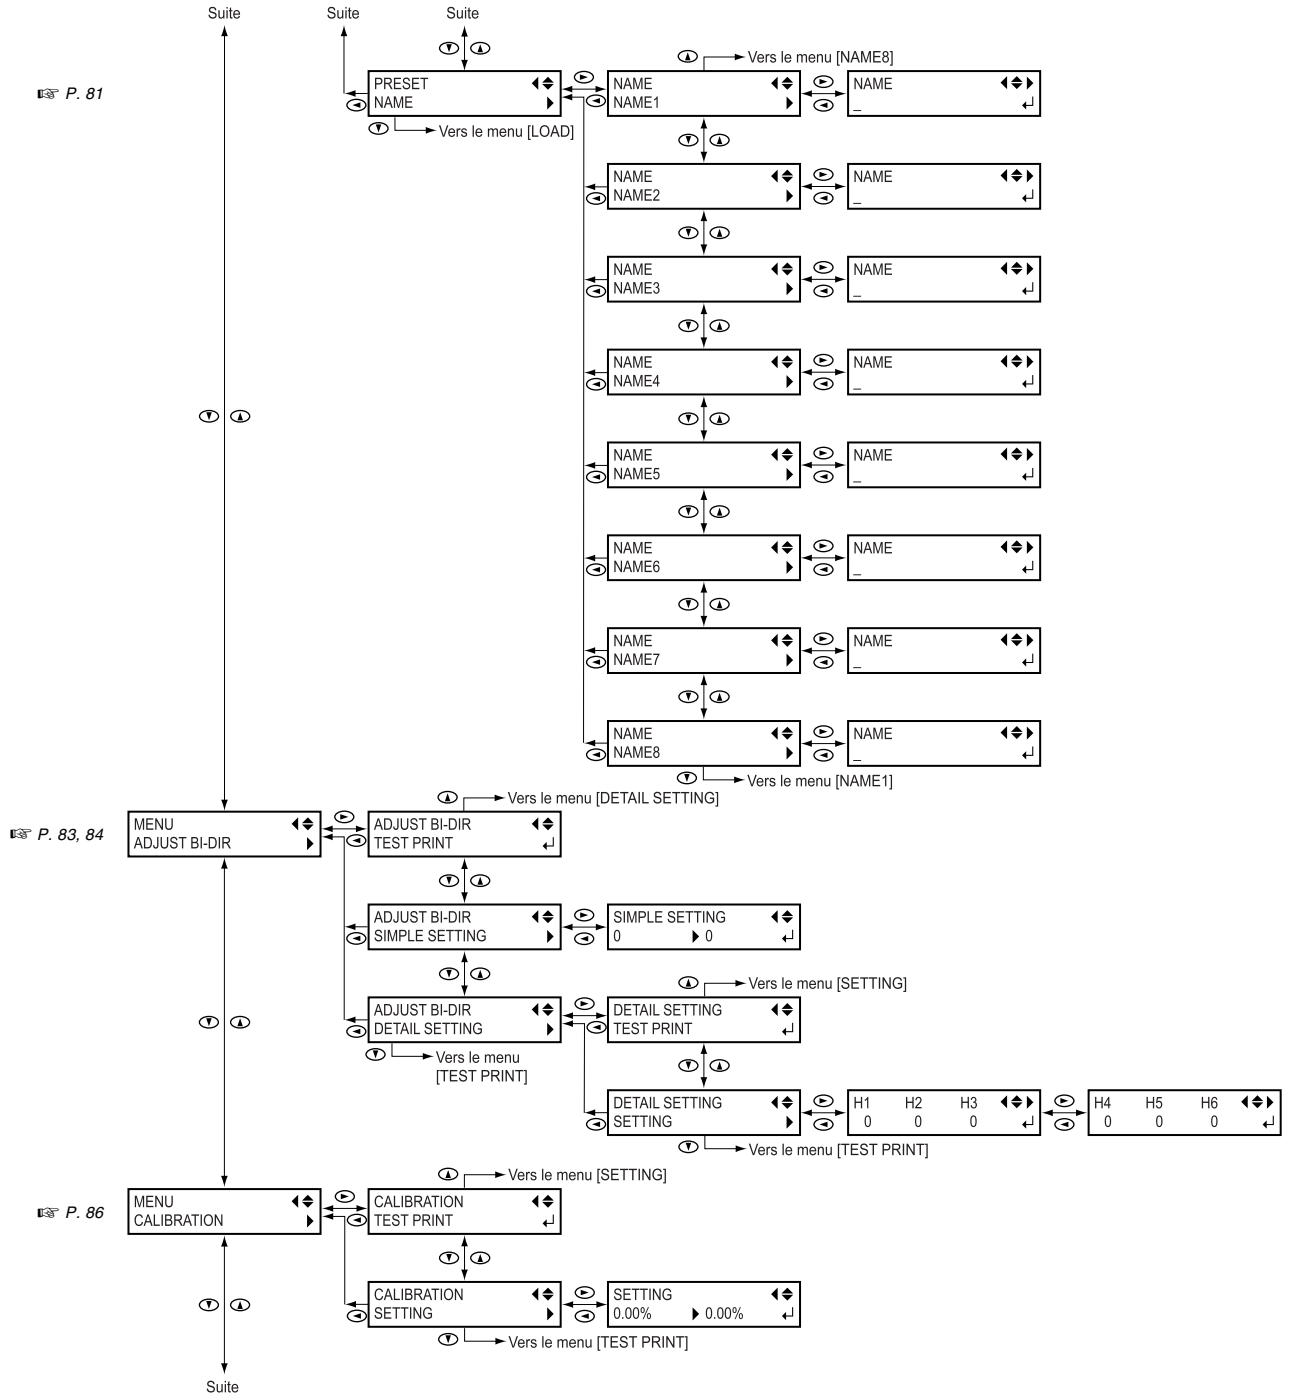 Suite
Suite
Suite
Vers le menu [NAME8]
☞ P. 81
PRESET
NAME
NAME
NAME1
NAME
_
Vers le menu [LOAD]
NAME
NAME2
NAME
_
NAME
NAME3
NAME
_
NAME
NAME4
NAME
_
NAME
NAME5
NAME
_
NAME
NAME6
NAME
_
NAME
NAME7
NAME
_
NAME
NAME8
NAME
_
Vers le menu [NAME1]
Vers le menu [DETAIL SETTING]
☞ P. 83, 84
MENU
ADJUST BI-DIR
ADJUST BI-DIR
TEST PRINT
ADJUST BI-DIR
SIMPLE SETTING
SIMPLE SETTING
0 0
Vers le menu [SETTING]
ADJUST BI-DIR
DETAIL SETTING
DETAIL SETTING
TEST PRINT
Vers le menu
[TEST PRINT]
DETAIL SETTING
SETTING
H1 H2 H3
0 0 0
H4 H5 H6
0 0 0
Vers le menu [TEST PRINT]
Vers le menu [SETTING]
☞ P. 86
MENU
CALIBRATION
CALIBRATION
TEST PRINT
CALIBRATION
SETTING
SETTING
0.00% 0.00%
Vers le menu [TEST PRINT]
Suite